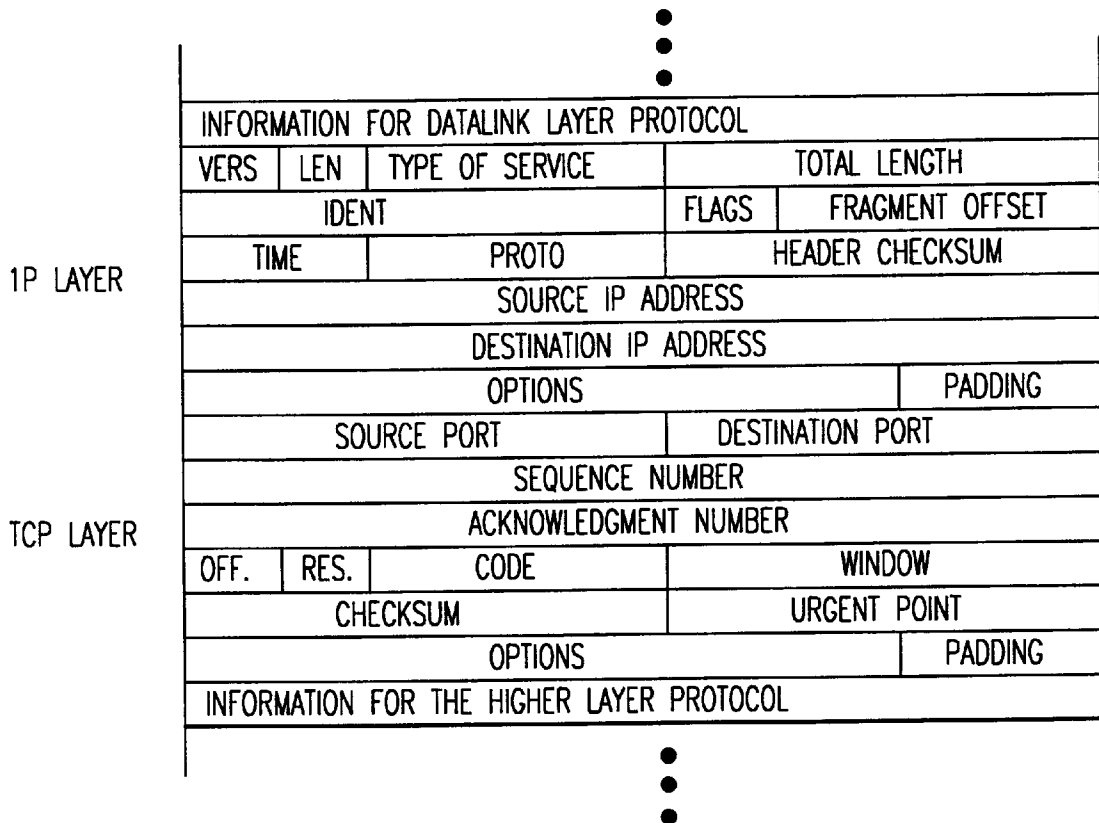 INFORMATION FOR DATALINK LAYER PROTOCOL
VERS LEN TYPE OF SERVICE TOTAL LENGTH
IDENT FLAGS FRAGMENT OFFSET
TIME PROTO HEADER CHECKSUM
1P LAYER
SOURCE IP ADDRESS
DESTINATION IP ADDRESS
OPTIONS PADDING
SOURCE PORT DESTINATION PORT
SEQUENCE NUMBER
ACKNOWLEDGMENT NUMBER
TCP LAYER
OFF. RES. CODE WINDOW
CHECKSUM URGENT POINT
OPTIONS PADDING
INFORMATION FOR THE HIGHER LAYER PROTOCOL